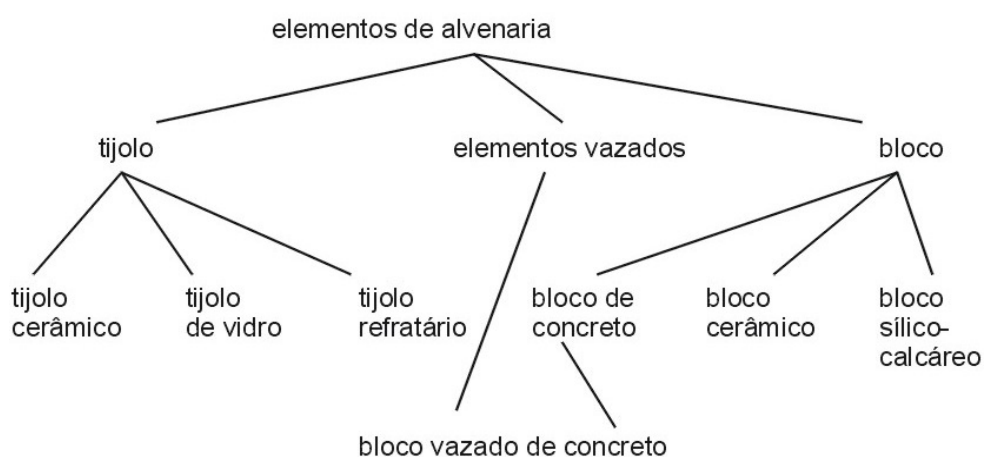 elementos de alvenaria
tijolo
elementos vazados
bloco
tijolo
cerâmico
tijolo
de vidro
tijolo
refratário
bloco de
concreto
bloco
cerâmico
bloco
sílico-
calcáreo
bloco vazado de concreto